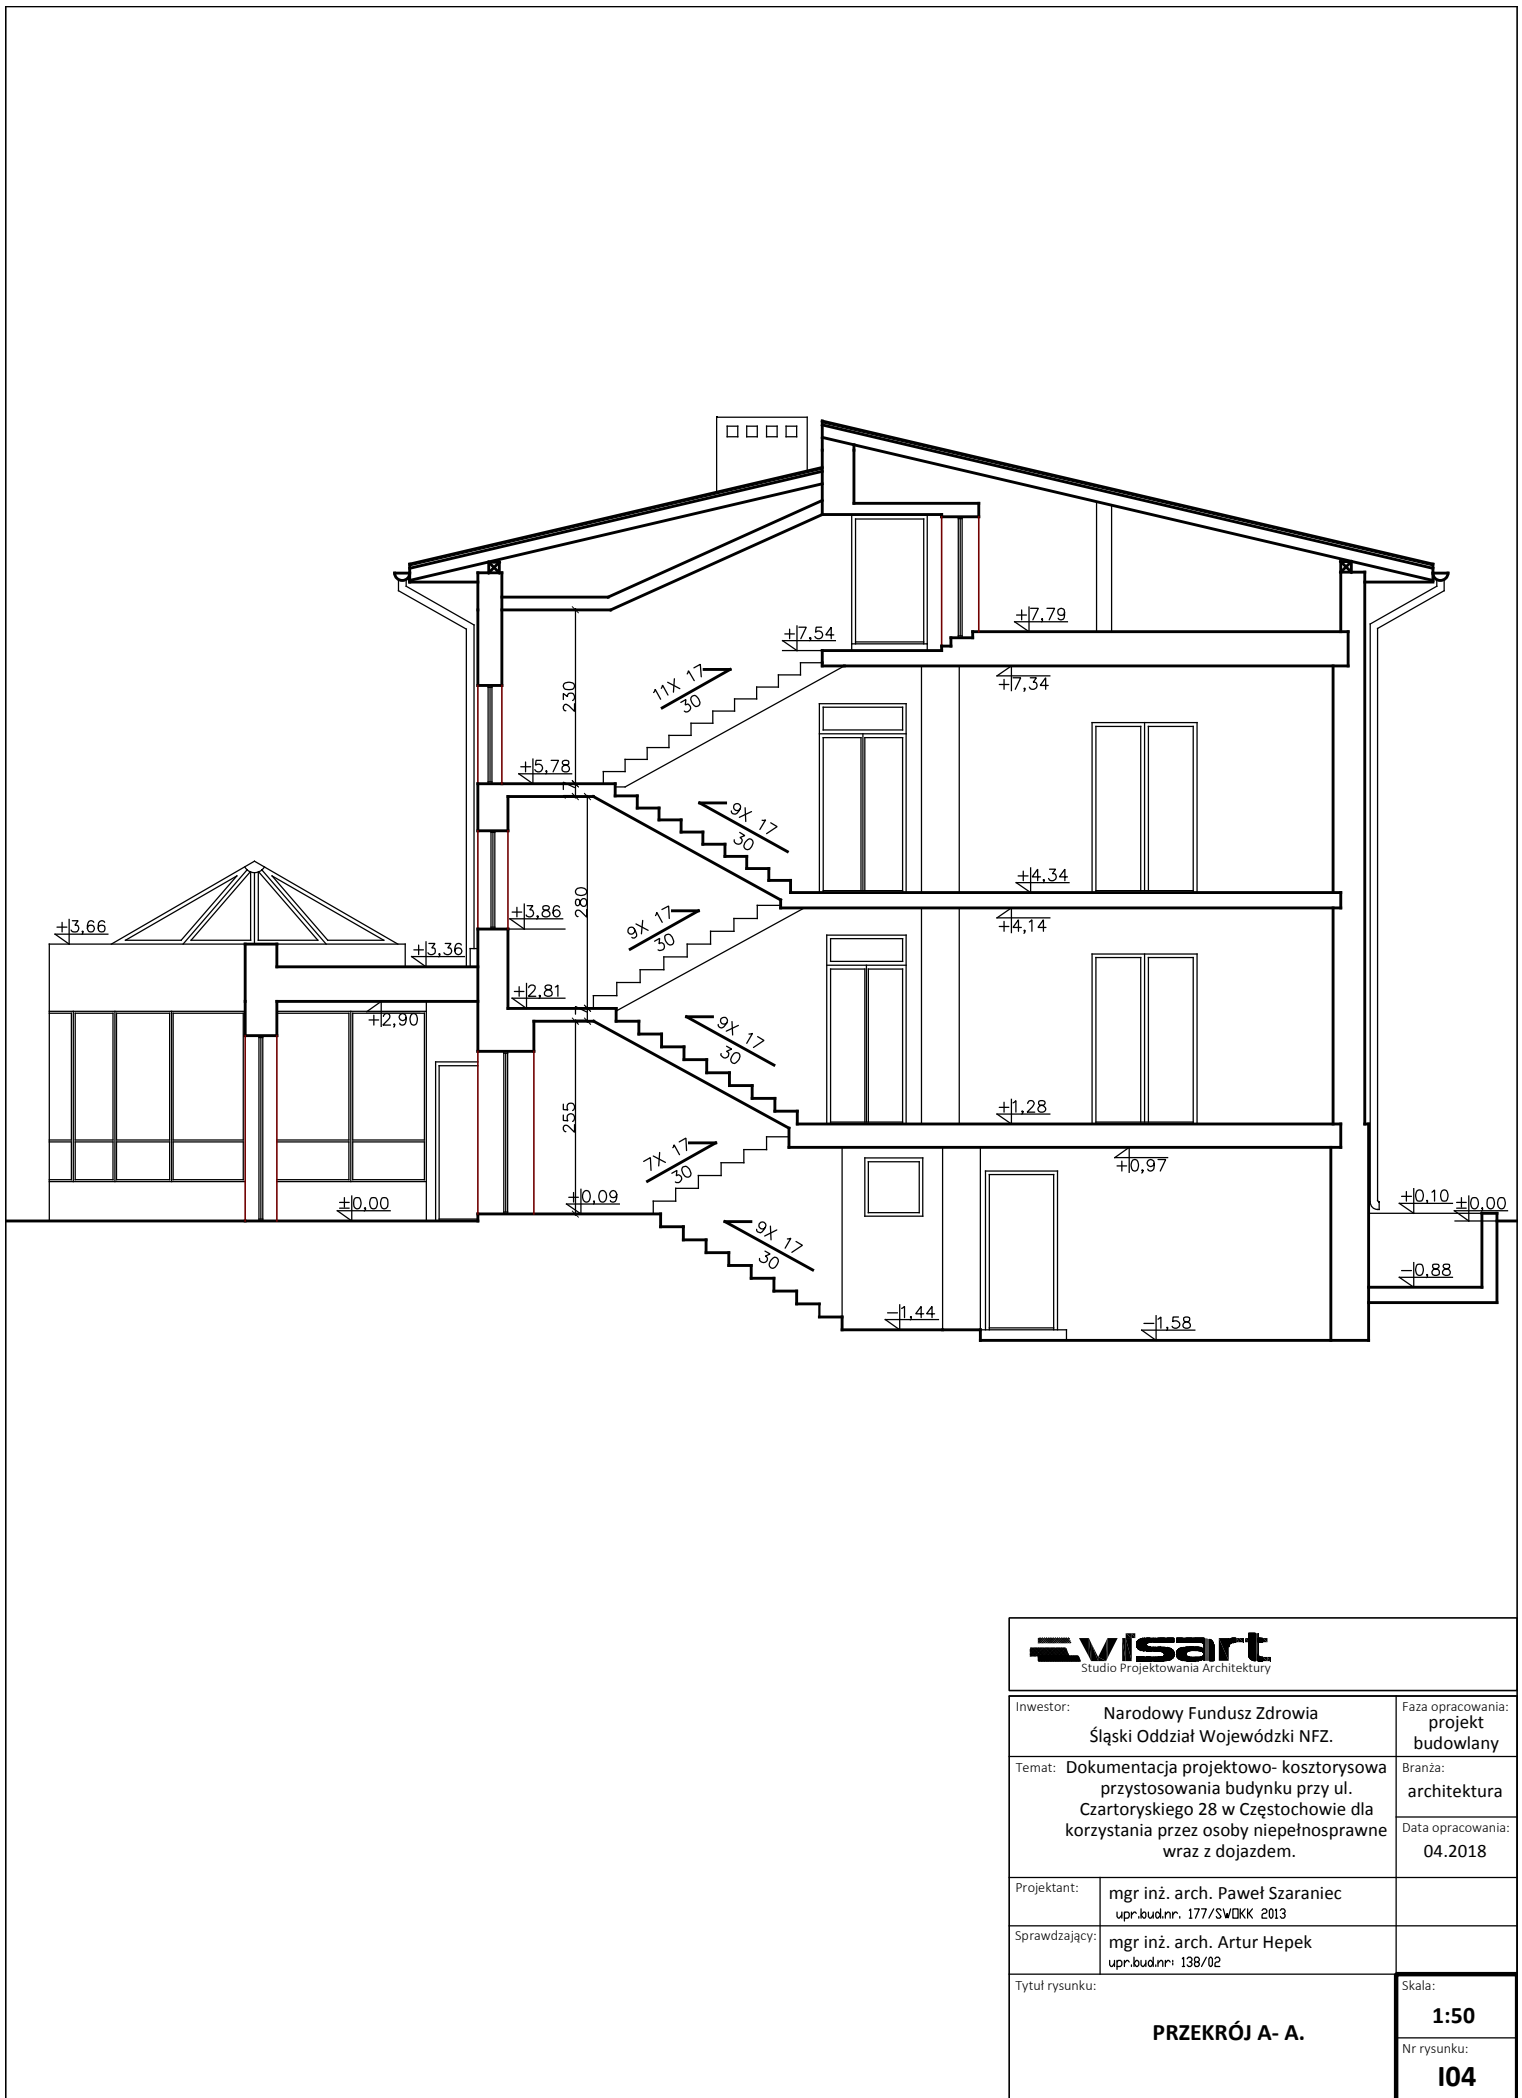 +7,79
+7,54
+7,34
11X 17
30
230
+5,78
9X 17
30
+4,34
+3,86
280
9X 17
30
+4,14
+3,66
+3,36
+2,81
+2,90
9X 17
30
+1,28
255
7X 17
30
+0,97
±0,00
+0,09
+0,10
±0,00
9X 17
30
-0,88
-1,44
-1,58
visart
Studio Projektowania Architektury
Inwestor:
Narodowy Fundusz Zdrowia
Śląski Oddział Wojewódzki NFZ.
Faza opracowania:
projekt
budowlany
Temat: Dokumentacja projektowo- kosztorysowa
przystosowania budynku przy ul.
Czartoryskiego 28 w Częstochowie dla
korzystania przez osoby niepełnosprawne
wraz z dojazdem.
Branża:
architektura
Data opracowania:
04.2018
Projektant:
mgr inż. arch. Paweł Szaraniec
upr.bud.nr. 177/SWOKK 2013
Sprawdzający:
mgr inż. arch. Artur Hepek
upr.bud.nr: 138/02
Tytuł rysunku:
PRZEKRÓJ A- A.
Skala:
1:50
Nr rysunku:
I04